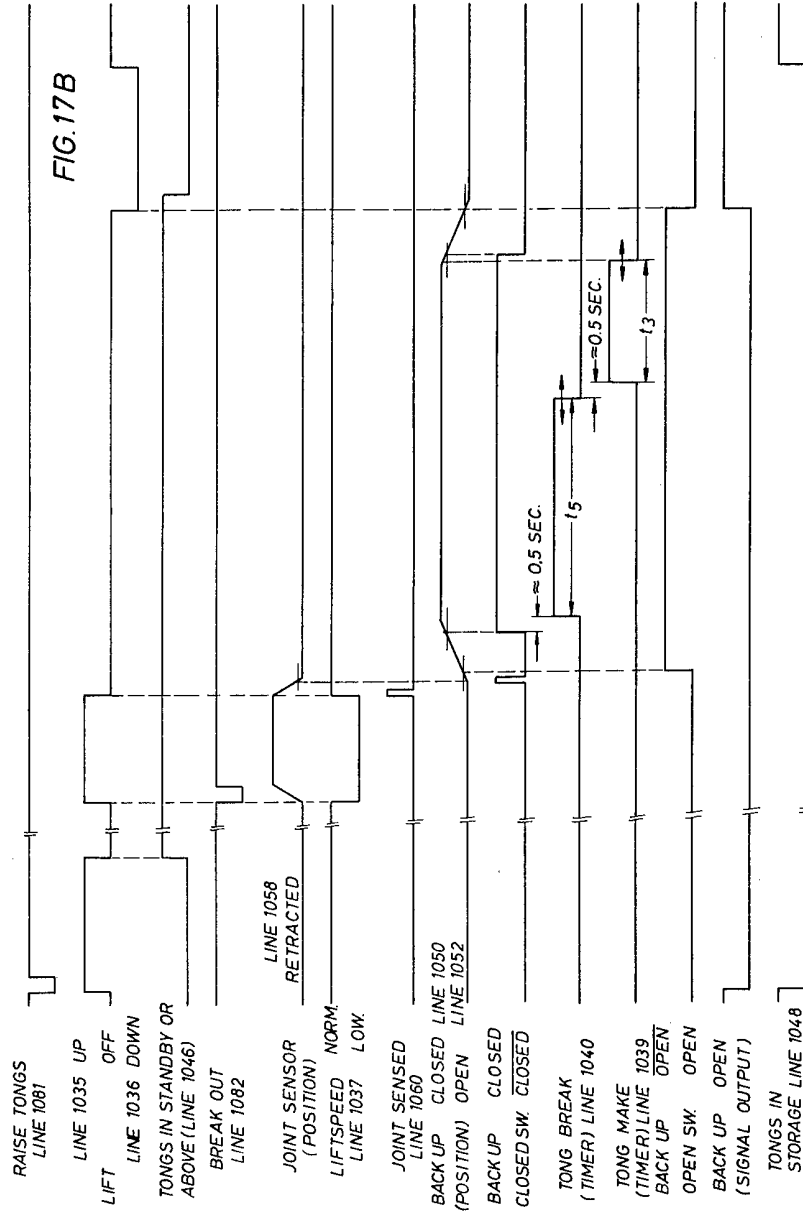 FIG. 17B
RAISE TONGS
LINE 1081
LINE 1035 UP
LIFT OFF
LINE 1036 DOWN
TONGS IN STANDBY OR
ABOVE (LINE 1046)
BREAK OUT
LINE 1082
LINE 1058
RETRACTED
JOINT SENSOR
(POSITION)
LIFTSPEED NORM.
LINE 1037 LOW.
JOINT SENSED
LINE 1060
BACK UP CLOSED LINE 1050
(POSITION) OPEN LINE 1052
BACK UP CLOSED
CLOSED SW. CLOSED
≈ 0,5 SEC.
t5
TONG BREAK
(TIMER) LINE 1040
≈0.5 SEC.
t3
TONG MAKE
(TIMER) LINE 1039
BACK UP OPEN
OPEN SW. OPEN
BACK UP OPEN
(SIGNAL OUTPUT)
TONGS IN
STORAGE LINE 1048